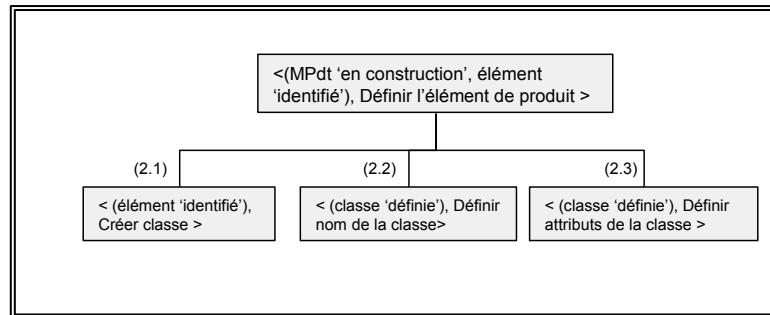 <(MPdt ‘en construction’, élément
‘identifié’), Définir l’élément de produit >
(2.1)
(2.2)
(2.3)
< (élément ‘identifié’),
Créer classe >
< (classe ‘définie’), Définir
nom de la classe>
< (classe ‘définie’), Définir
attributs de la classe >